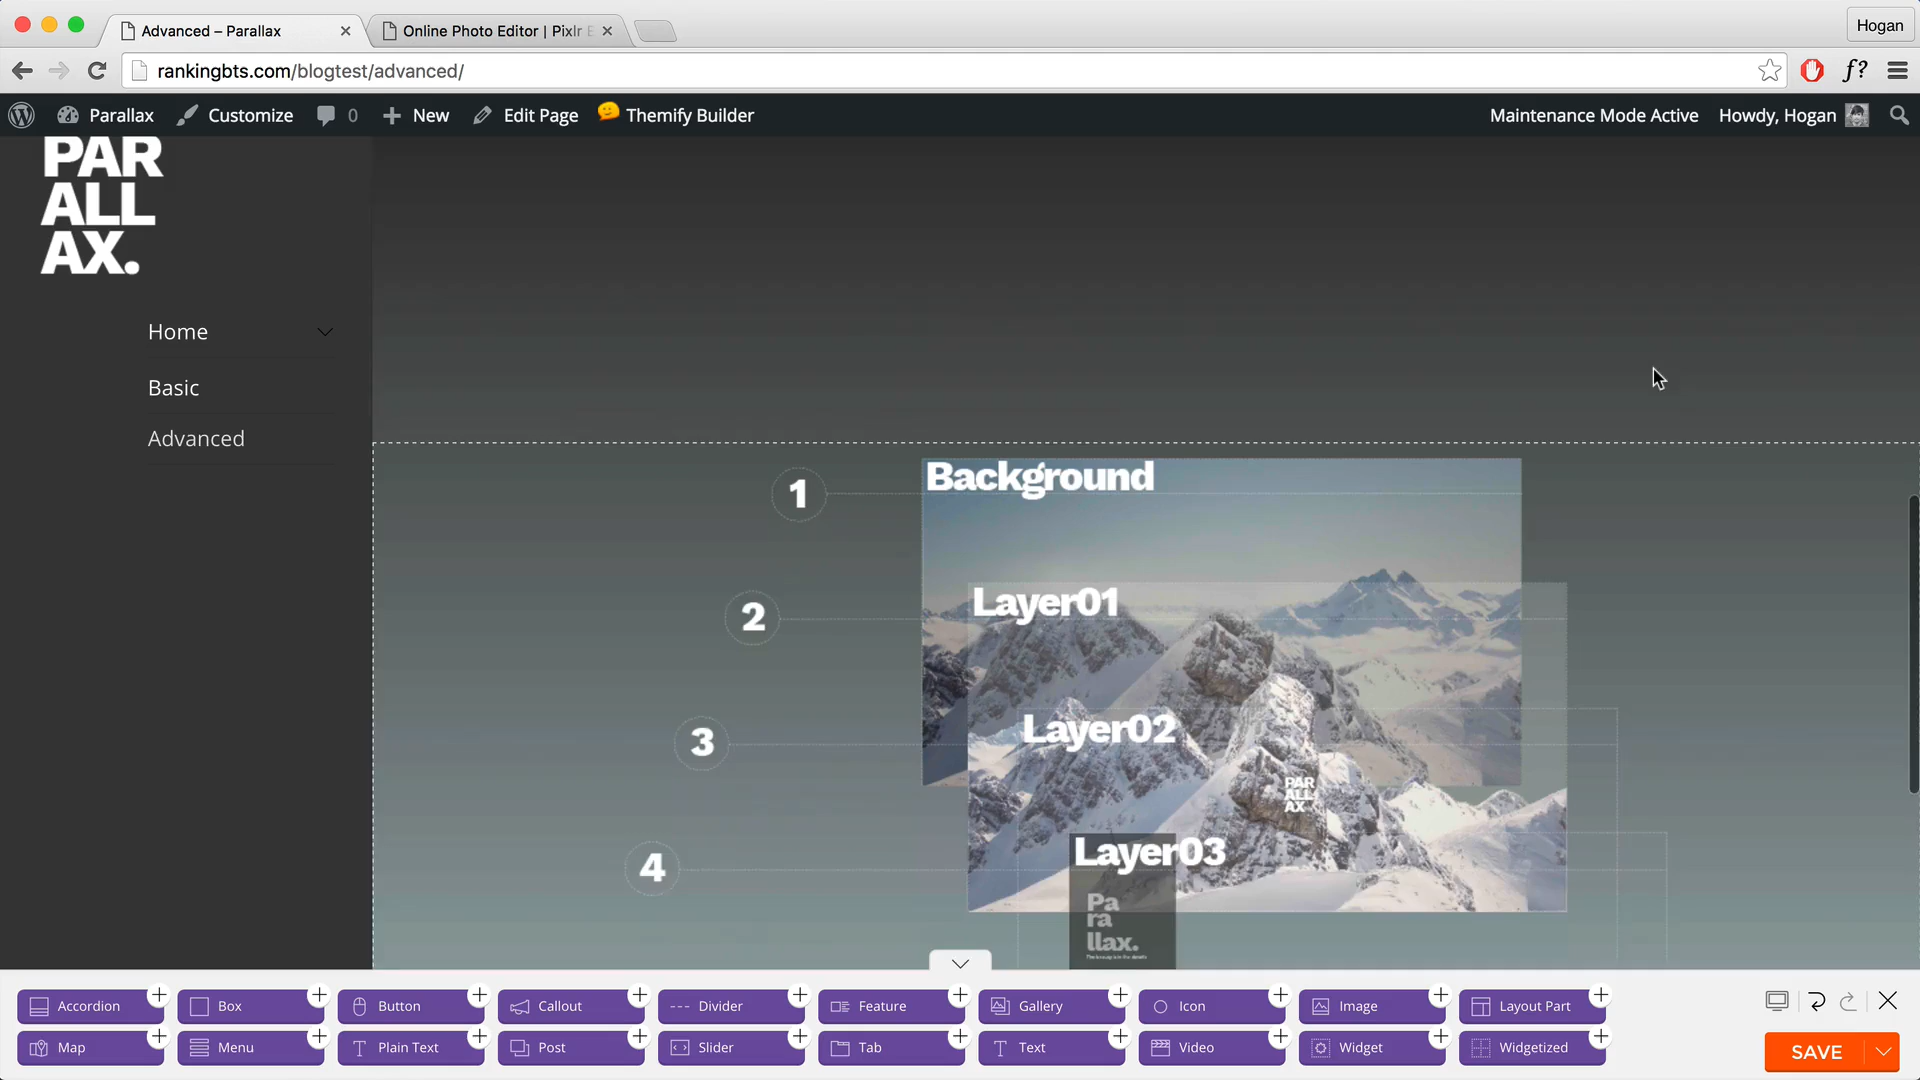 Advanced – Parallax
Online Photo Editor | Pixlr E
Hogan
rankingbts.com/blogtest/advanced/
f?
Parallax
Customize
0
New
Edit Page
Themify Builder
Maintenance Mode Active
Howdy, Hogan
PAR
ALL
AX.
Home
Basic
Advanced
1
Background
2
Layer01
3
Layer02
PAR
ALL
AX
4
Layer03
Pa
ra
llax.
Accordion
Box
Button
Callout
Divider
Feature
Gallery
Icon
Image
Layout Part
Map
Menu
Plain Text
Post
Slider
Tab
Text
Video
Widget
Widgetized
SAVE